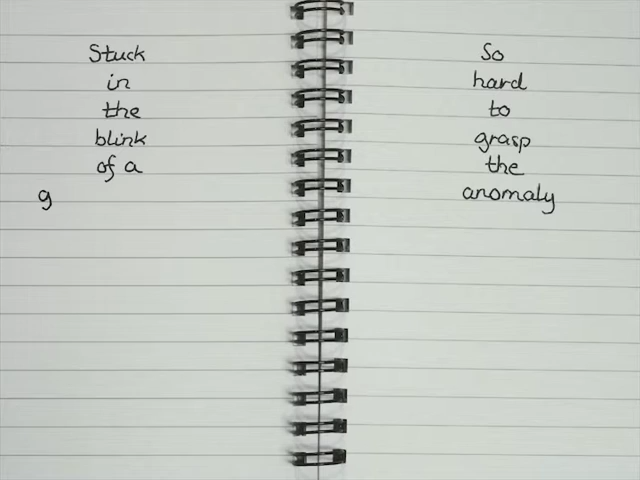 Stuck
in
the
blink
of a
g
So
hard
to
grasp
the
anomaly